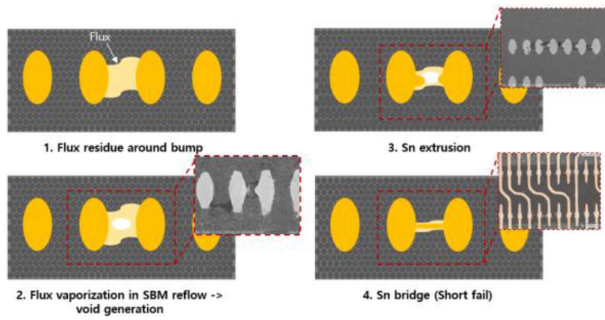 Flux
1. Flux residue around bump
3. Sn extrusion
2. Flux vaporization in SBM reflow ->
void generation
4. Sn bridge (Short fail)